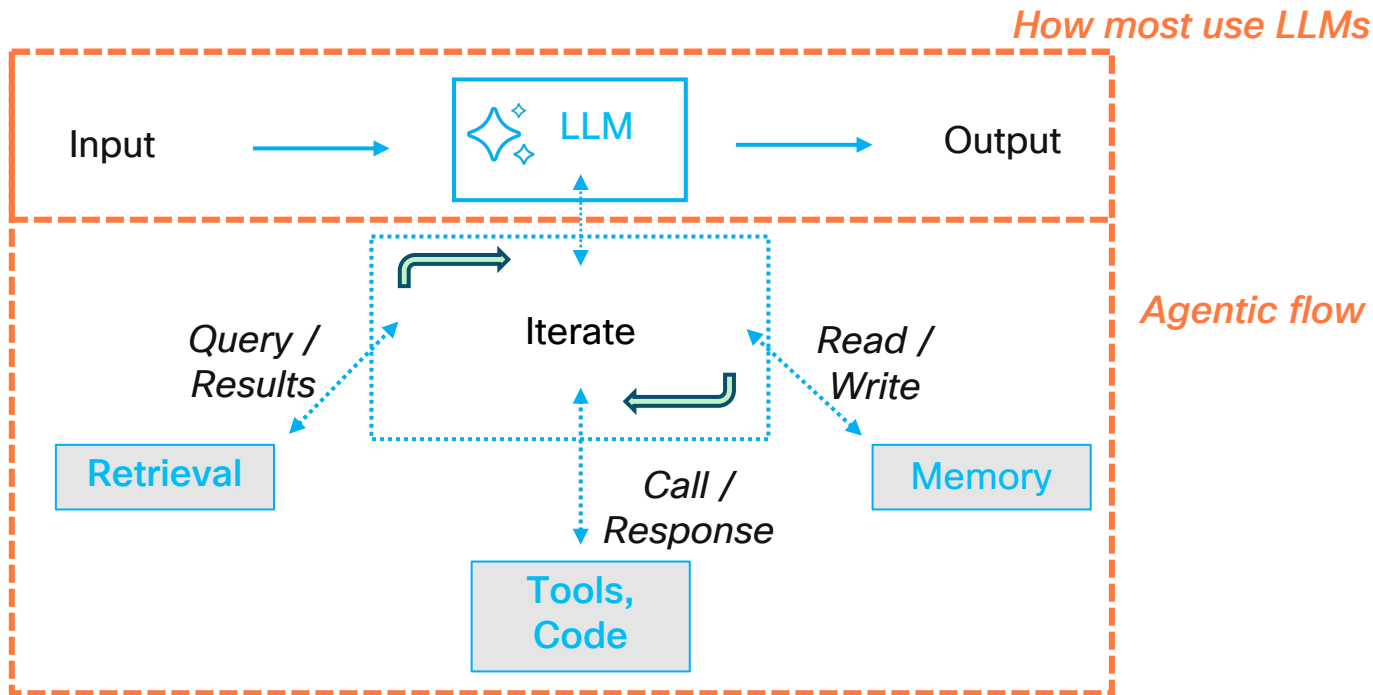 How most use LLMs
Input
LLM
Output
Agentic flow
Iterate
Query /
Results
Read /
Write
Retrieval
Call /
Response
Memory
Tools,
Code